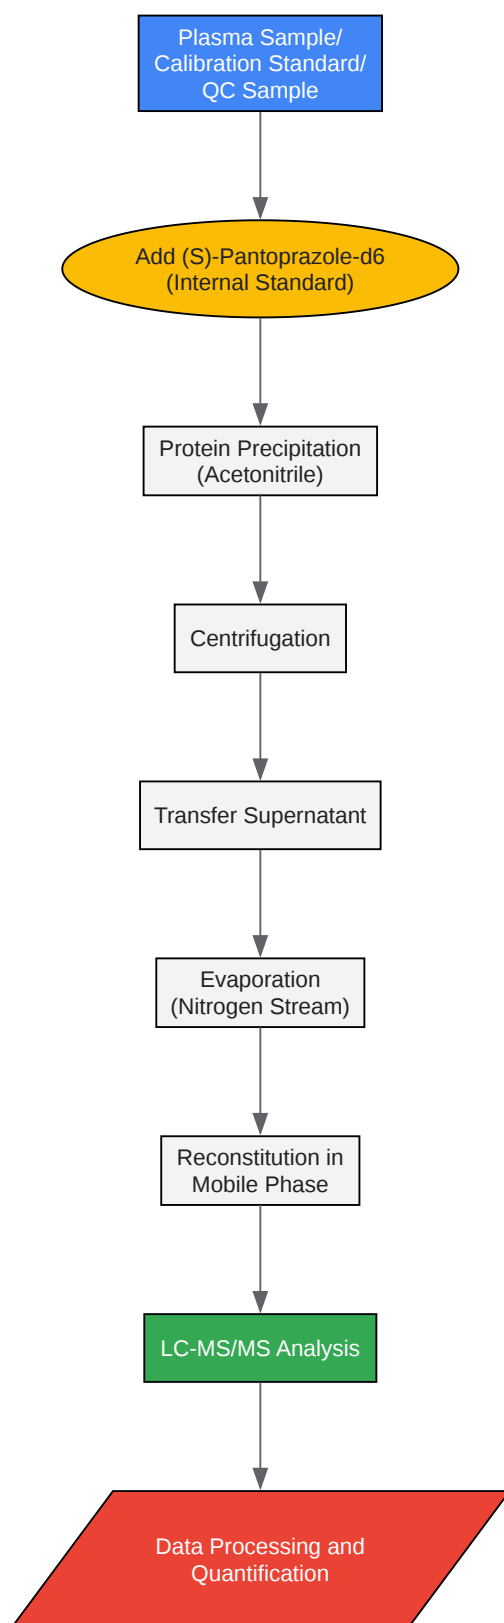 Plasma Sample/
Calibration Standard/
QC Sample
Add (S)-Pantoprazole-d6
(Internal Standard)
Protein Precipitation
(Acetonitrile)
Centrifugation
Transfer Supernatant
Evaporation
(Nitrogen Stream)
Reconstitution in
Mobile Phase
LC-MS/MS Analysis
Data Processing and
Quantification